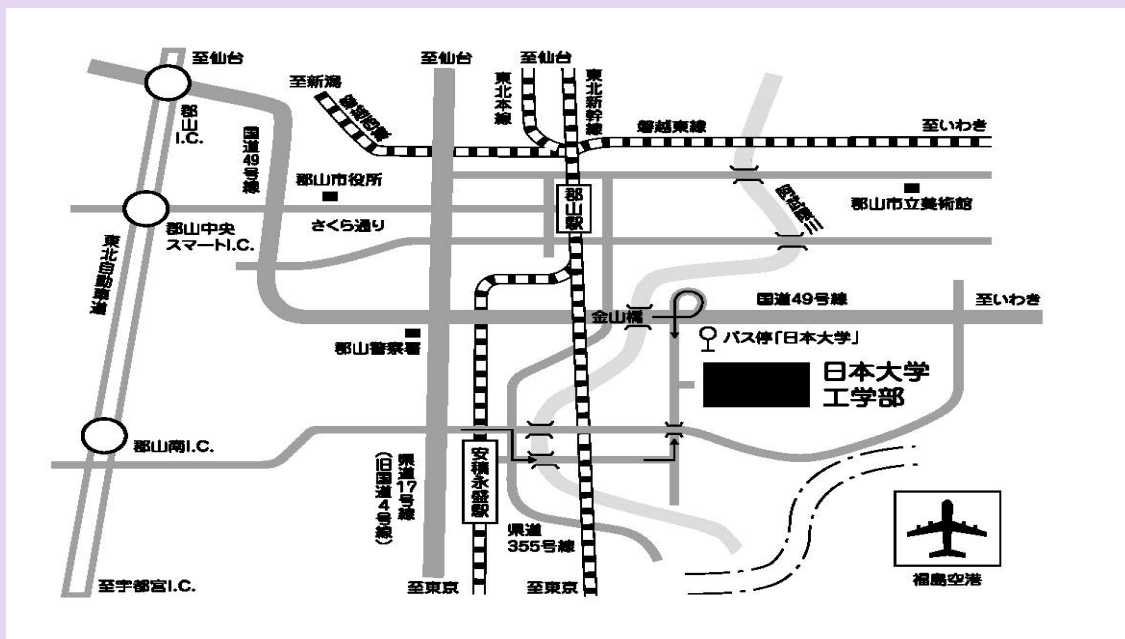 至仙台
至仙台
至仙台
至新潟
東北本線
東北新幹線
磐越西線
磐越東線
至いわき
郡山
I.C.
国道49号線
郡山市役所
郡山駅
阿武隈川
郡山市立美術館
さくら通り
郡山中央
スマートI.C.
東北自動車道
国道49号線
至いわき
金山橋
バス停「日本大学」
郡山警察署
日本大学
工学部
郡山南I.C.
県道17号線
(旧国道4号線)
安積永盛駅
県道
355号線
福島空港
至宇都宮I.C.
至東京
至東京